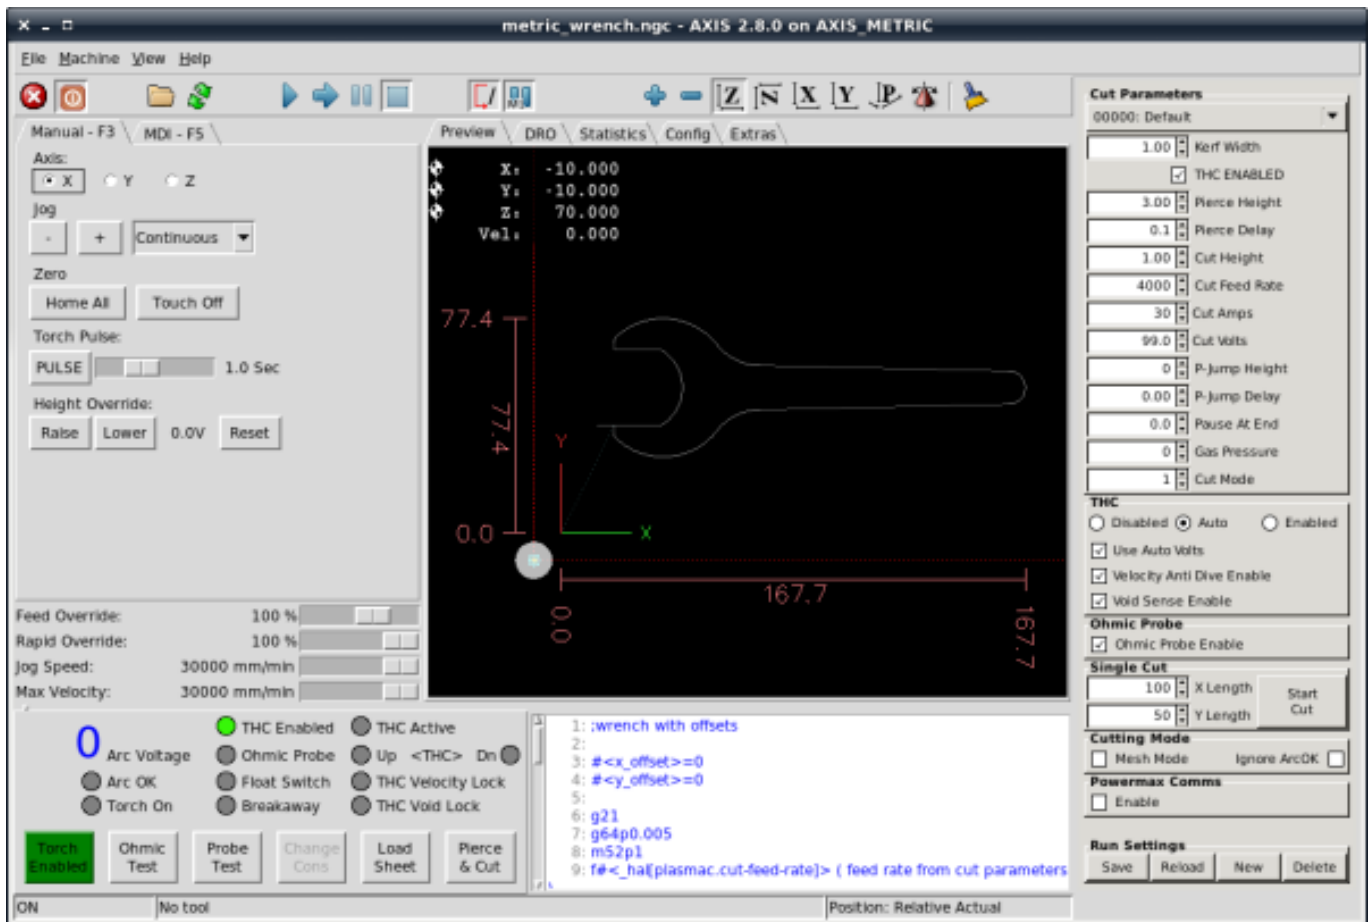 metric_wrench.ngc - AXIS 2.8.0 on AXIS_METRIC
File Machine View Help
Z N X Y P
Manual - F3 MDI - F5
Axis:
X Y Z
Jog
- + Continuous
Zero
Home All Touch Off
Torch Pulse:
PULSE 1.0 Sec
Height Override:
Raise Lower 0.0V Reset
Feed Override: 100 %
Rapid Override: 100 %
Jog Speed: 30000 mm/min
Max Velocity: 30000 mm/min
Preview DRO Statistics Config Extras
X: -10.000
Y: -10.000
Z: 70.000
Vel: 0.000
77.4
77.4
0.0
Y
X
167.7
0.0
167.7
Cut Parameters
00000: Default
1.00 Kerf Width
THC ENABLED
3.00 Pierce Height
0.1 Pierce Delay
1.00 Cut Height
4000 Cut Feed Rate
30 Cut Amps
99.0 Cut Volts
0 P-Jump Height
0.00 P-Jump Delay
0.0 Pause At End
0 Gas Pressure
1 Cut Mode
THC
Disabled Auto Enabled
Use Auto Volts
Velocity Anti Dive Enable
Void Sense Enable
Ohmic Probe
Ohmic Probe Enable
Single Cut
100 X Length
50 Y Length
Start
Cut
Cutting Mode
Mesh Mode Ignore ArcOK
Powermax Comms
Enable
Run Settings
Save Reload New Delete
0 Arc Voltage
Arc OK
Torch On
THC Enabled
Ohmic Probe
Float Switch
Breakaway
THC Active
Up <THC> Dn
THC Velocity Lock
THC Void Lock
Torch
Enabled
Ohmic
Test
Probe
Test
Change
Cons
Load
Sheet
Pierce
& Cut
1: ;wrench with offsets
2:
3: #<x_offset>=0
4: #<y_offset>=0
5:
6: g21
7: g64p0.005
8: m52p1
9: f#<_hal[plasmac.cut-feed-rate]> ( feed rate from cut parameters
ON No tool Position: Relative Actual